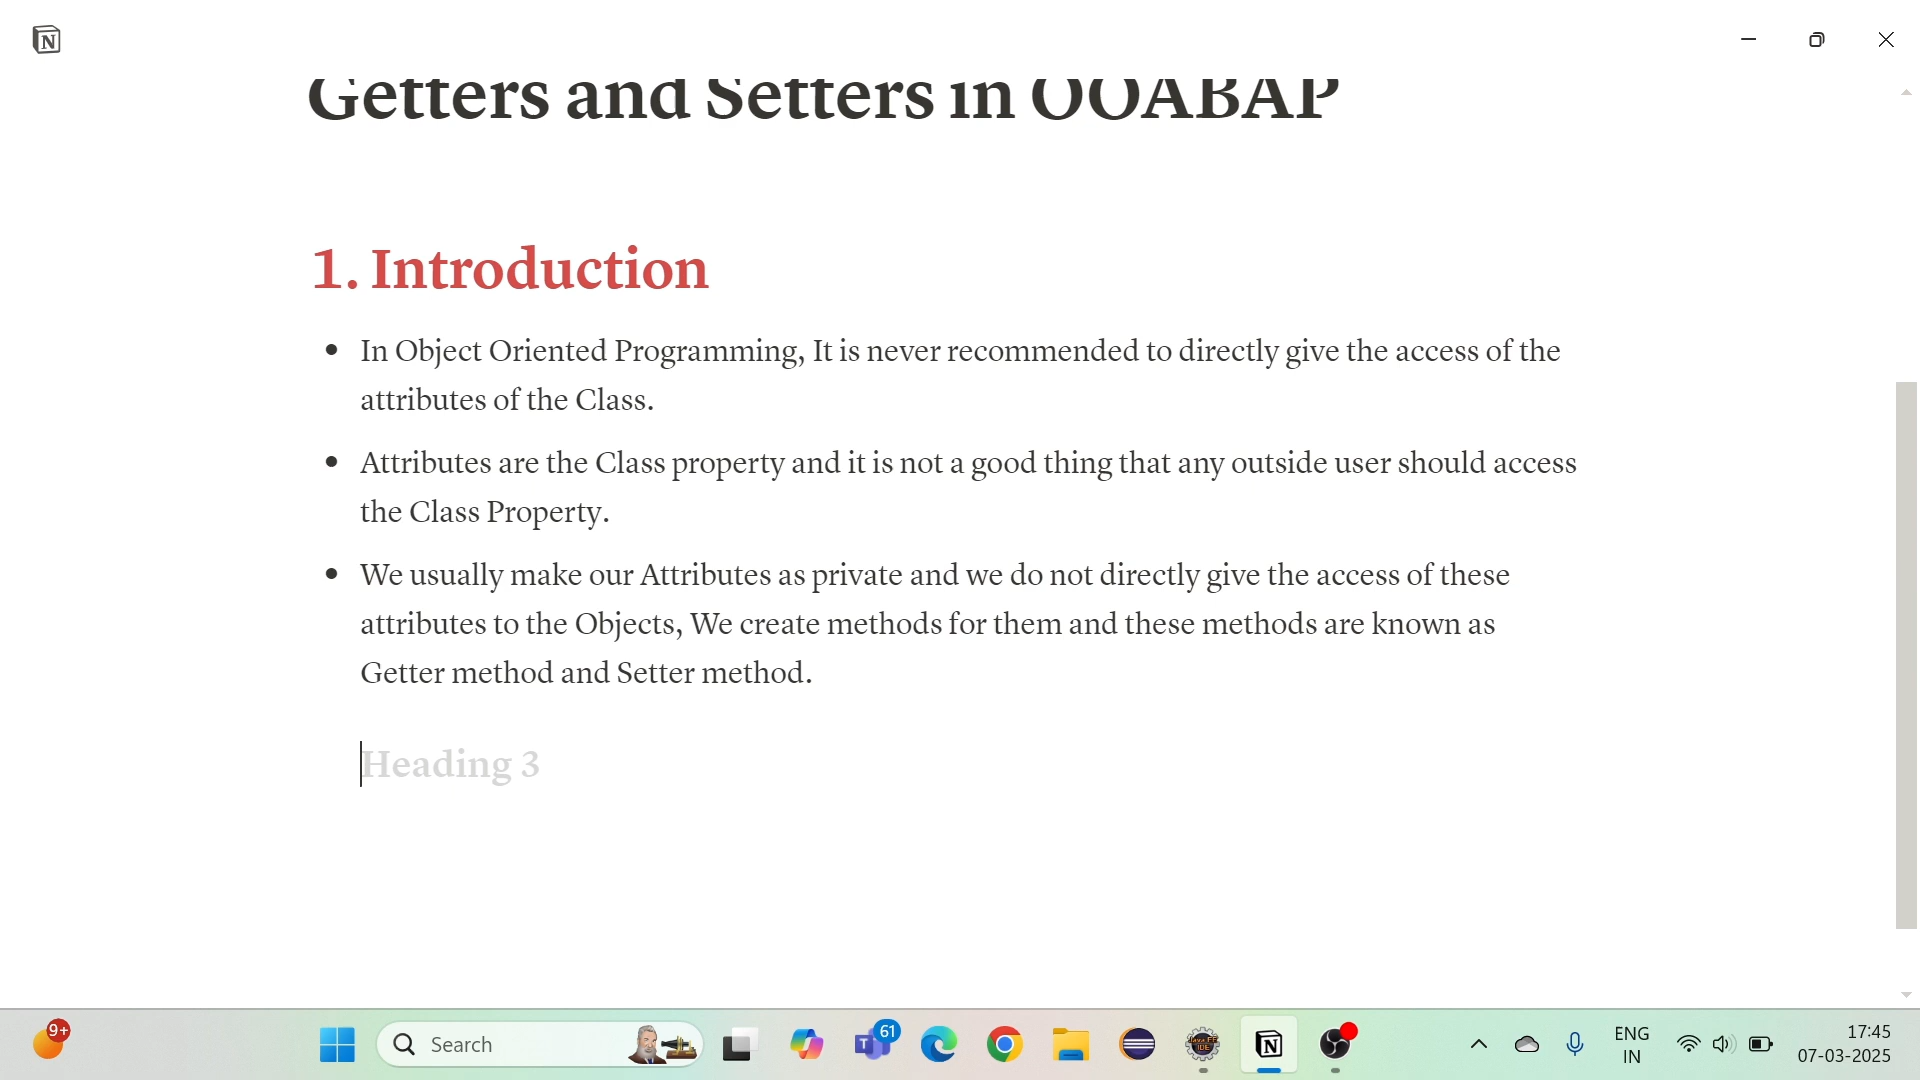 Getters and Setters in OOABAP
1. Introduction
• In Object Oriented Programming, It is never recommended to directly give the access of the
attributes of the Class.
• Attributes are the Class property and it is not a good thing that any outside user should access
the Class Property.
• We usually make our Attributes as private and we do not directly give the access of these
attributes to the Objects, We create methods for them and these methods are known as
Getter method and Setter method.
Heading 3
9+
Search
61
ENG
IN
17:45
07-03-2025